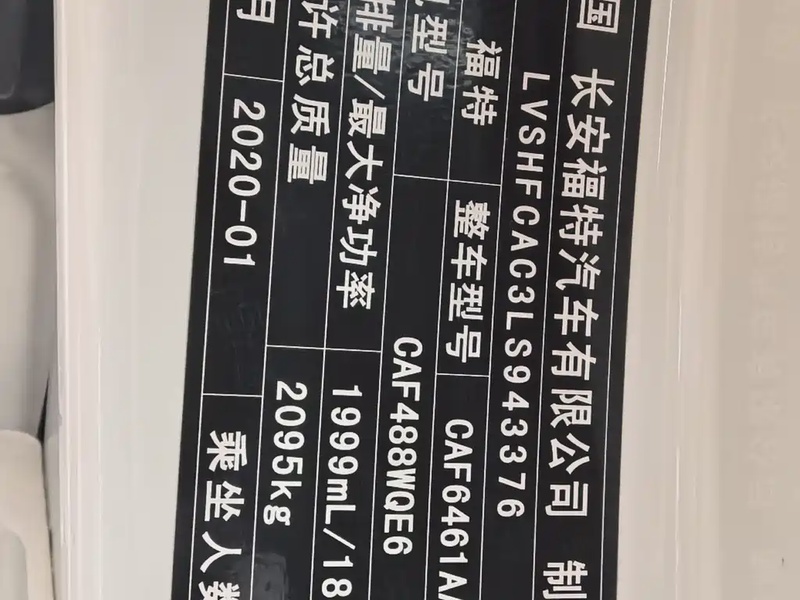 国 长安福特汽车有限公司 制
LVSHFCAC3LS943376
福特 整车型号 CAF6461A
型号 CAF488WQE6
排量/最大净功率 1999mL/18
许总质量 2095kg
月 2020-01 乘坐人数